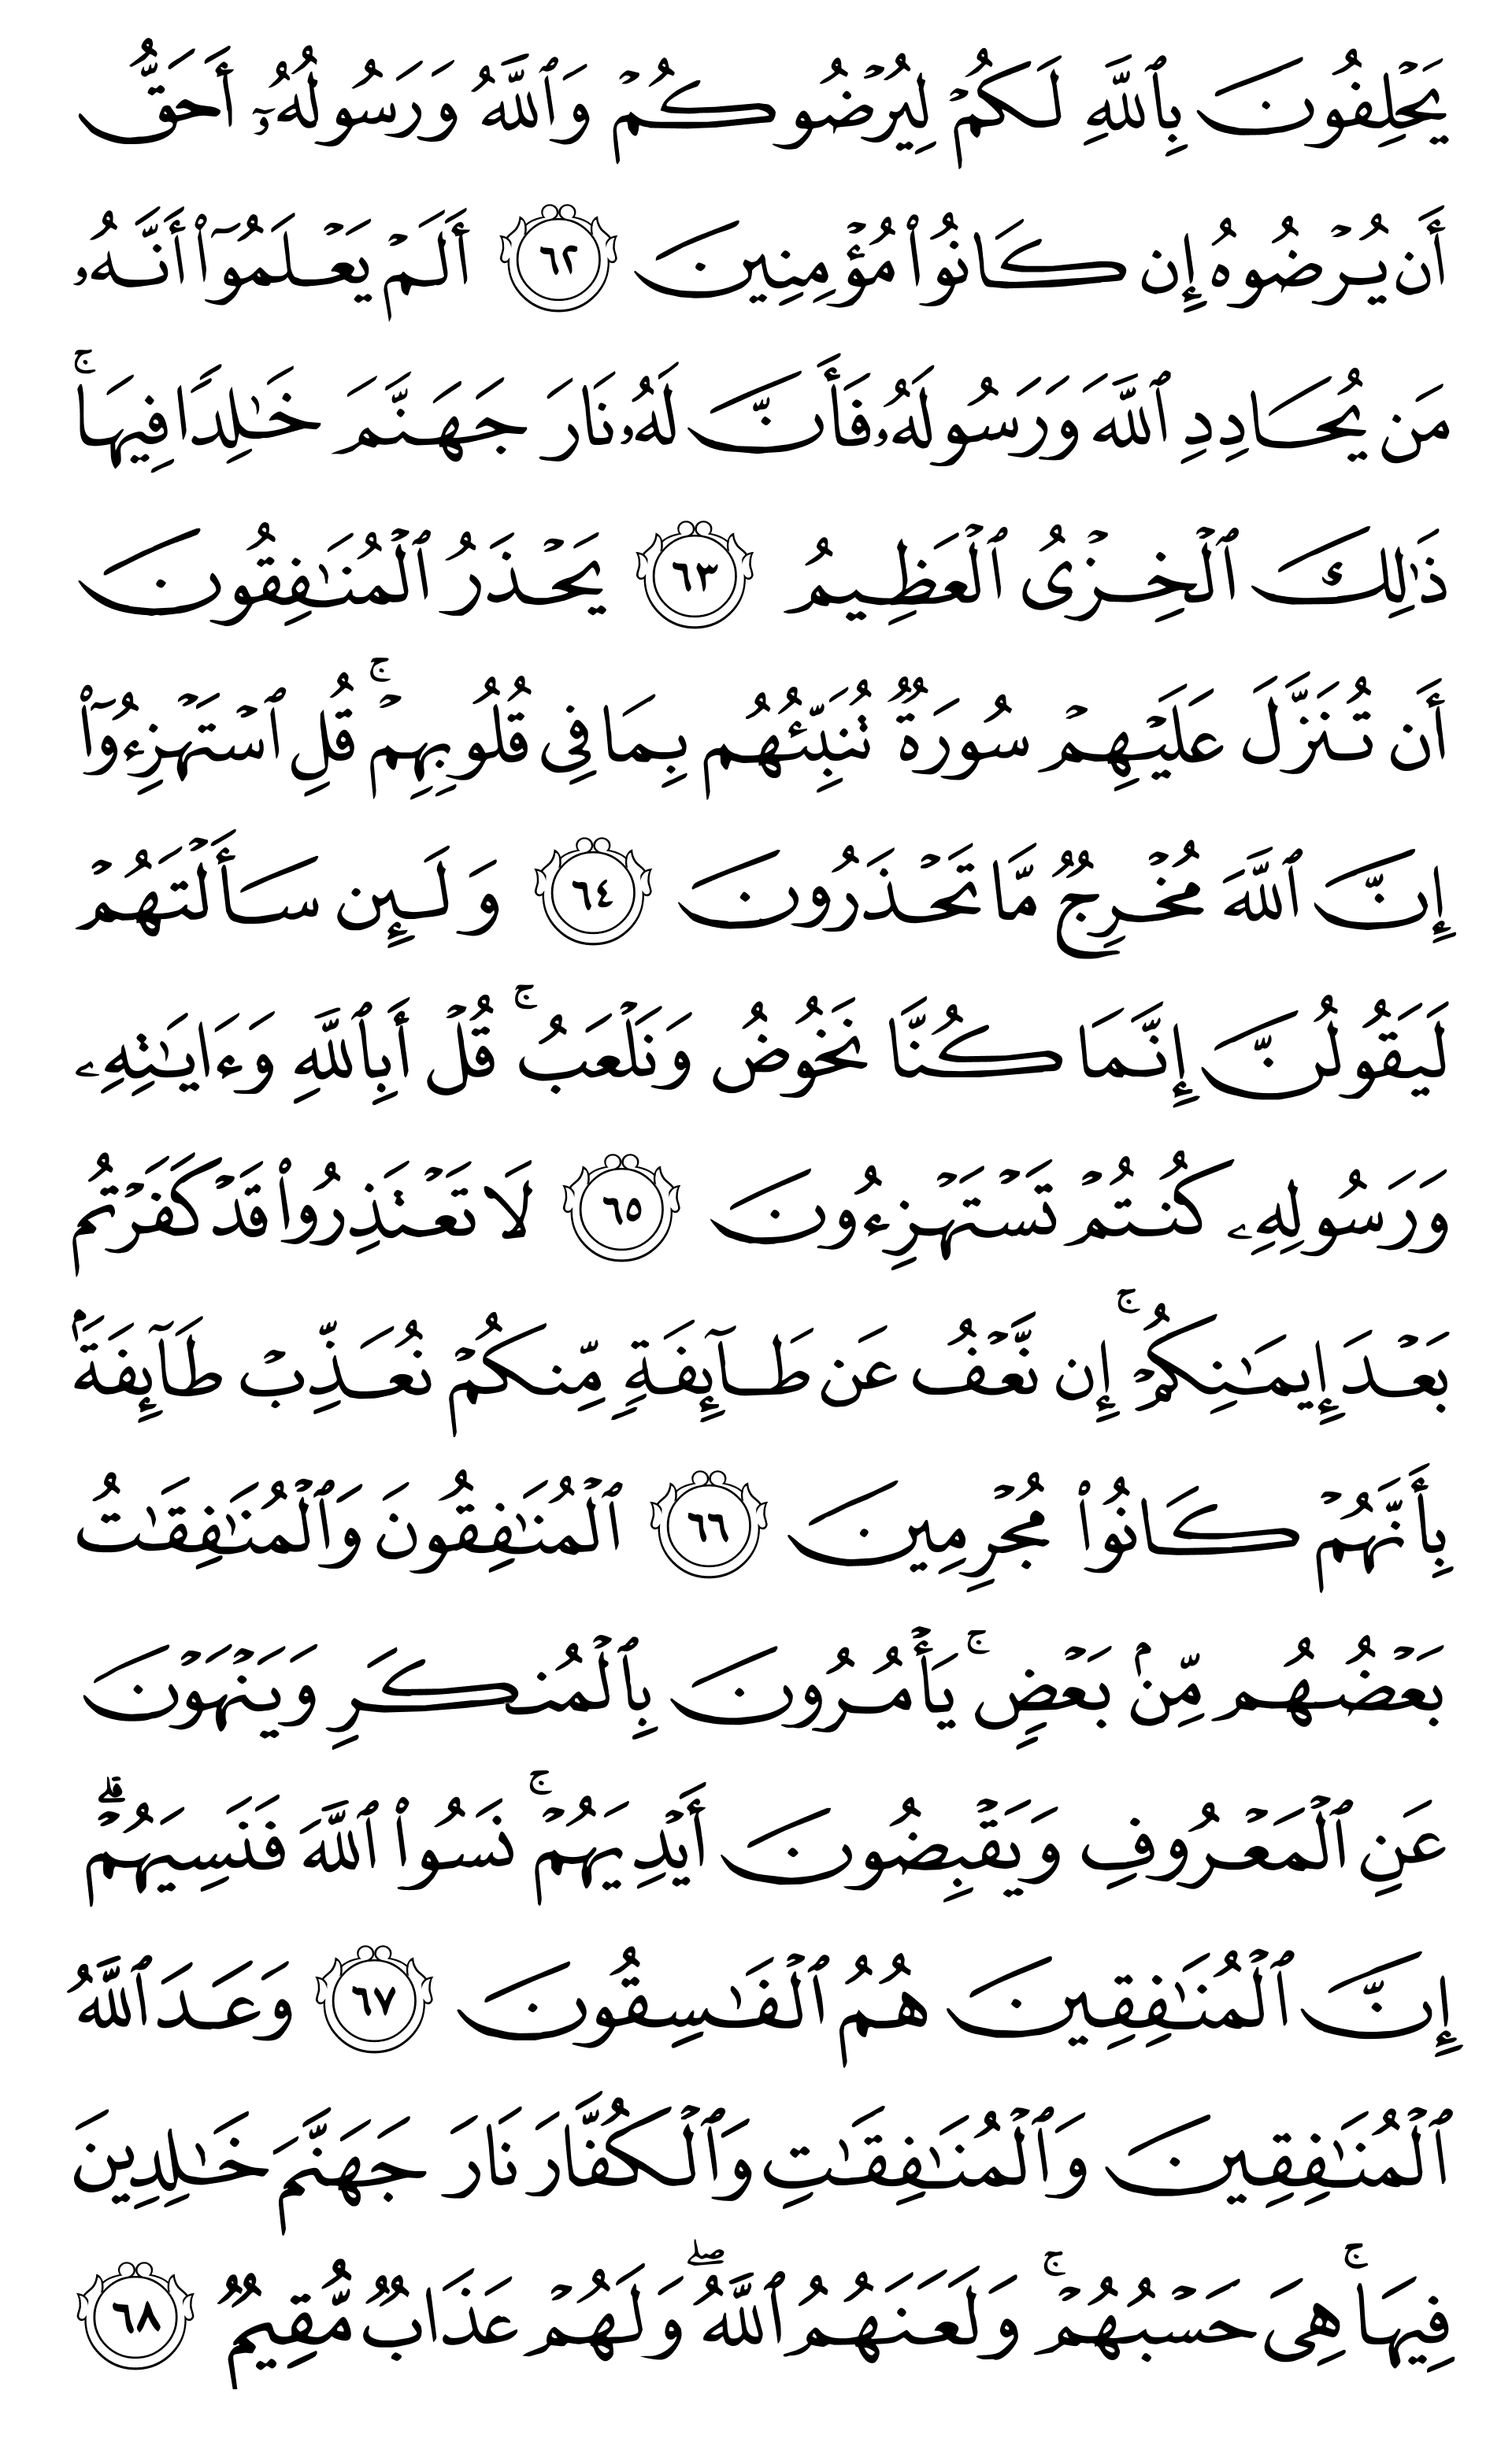 يَحۡلِفُونَ بِٱللَّهِ لَكُمۡ لِيُرۡضُوكُمۡ وَٱللَّهُ وَرَسُولُهُۥٓ أَحَقُّ
أَن يُرۡضُوهُ إِن كَانُواْ مُؤۡمِنِينَ ٦٢ أَلَمۡ يَعۡلَمُوٓاْ أَنَّهُۥ
مَن يُحَادِدِ ٱللَّهَ وَرَسُولَهُۥ فَأَنَّ لَهُۥ نَارَ جَهَنَّمَ خَٰلِدٗا فِيهَاۚ
ذَٰلِكَ ٱلۡخِزۡيُ ٱلۡعَظِيمُ ٦٣ يَحۡذَرُ ٱلۡمُنَٰفِقُونَ
أَن تُنَزَّلَ عَلَيۡهِمۡ سُورَةٞ تُنَبِّئُهُم بِمَا فِي قُلُوبِهِمۡۚ قُلِ ٱسۡتَهۡزِءُوٓاْ
إِنَّ ٱللَّهَ مُخۡرِجٞ مَّا تَحۡذَرُونَ ٦٤ وَلَئِن سَأَلۡتَهُمۡ
لَيَقُولُنَّ إِنَّمَا كُنَّا نَخُوضُ وَنَلۡعَبُۚ قُلۡ أَبِٱللَّهِ وَءَايَٰتِهِۦ
وَرَسُولِهِۦ كُنتُمۡ تَسۡتَهۡزِءُونَ ٦٥ لَا تَعۡتَذِرُواْ قَدۡ كَفَرۡتُم
بَعۡدَ إِيمَٰنِكُمۡۚ إِن نَّعۡفُ عَن طَآئِفَةٖ مِّنكُمۡ نُعَذِّبۡ طَآئِفَةَۢ
بِأَنَّهُمۡ كَانُواْ مُجۡرِمِينَ ٦٦ ٱلۡمُنَٰفِقُونَ وَٱلۡمُنَٰفِقَٰتُ
بَعۡضُهُم مِّنۢ بَعۡضٖۚ يَأۡمُرُونَ بِٱلۡمُنكَرِ وَيَنۡهَوۡنَ
عَنِ ٱلۡمَعۡرُوفِ وَيَقۡبِضُونَ أَيۡدِيَهُمۡۚ نَسُواْ ٱللَّهَ فَنَسِيَهُمۡۗ
إِنَّ ٱلۡمُنَٰفِقِينَ هُمُ ٱلۡفَٰسِقُونَ ٦٧ وَعَدَ ٱللَّهُ
ٱلۡمُنَٰفِقِينَ وَٱلۡمُنَٰفِقَٰتِ وَٱلۡكُفَّارَ نَارَ جَهَنَّمَ خَٰلِدِينَ
فِيهَاۚ هِيَ حَسۡبُهُمۡۚ وَلَعَنَهُمُ ٱللَّهُۖ وَلَهُمۡ عَذَابٞ مُّقِيمٞ ٦٨